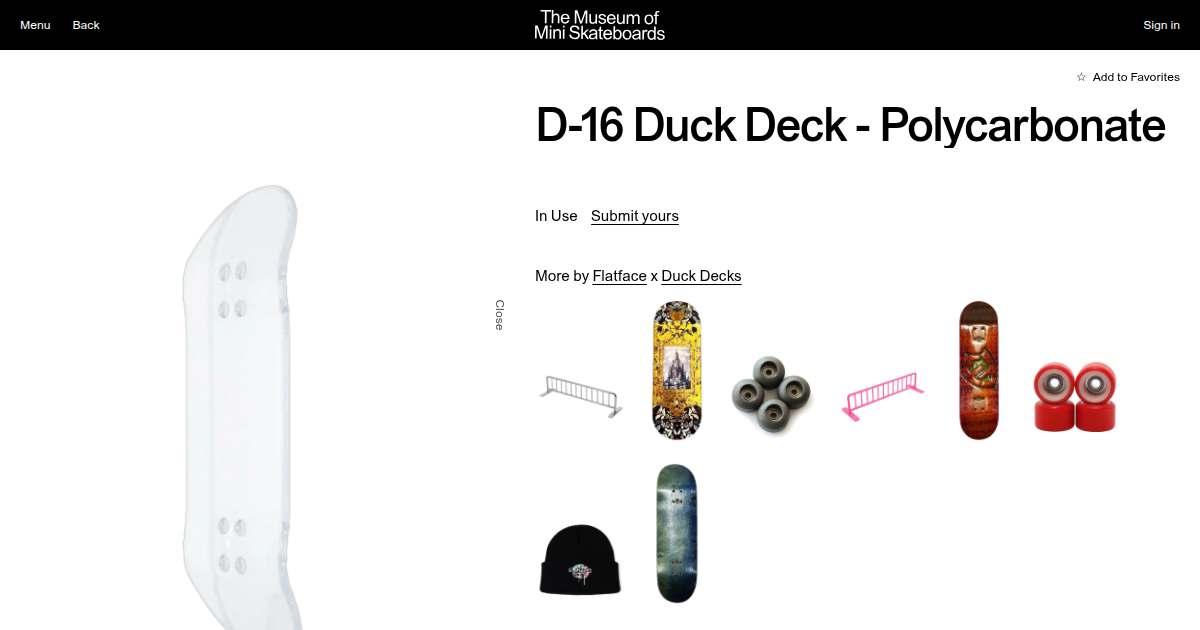 Menu
Back
The Museum of
Mini Skateboards
Sign in
☆ Add to Favorites
D-16 Duck Deck - Polycarbonate
In Use Submit yours
More by Flatface x Duck Decks
Close